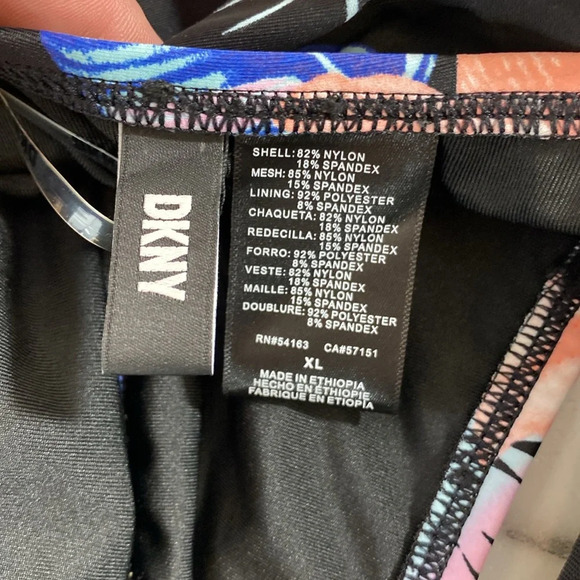 DKNY
SHELL: 82% NYLON
18% SPANDEX
MESH: 85% NYLON
15% SPANDEX
LINING: 92% POLYESTER
8% SPANDEX
CHAQUETA: 82% NYLON
18% SPANDEX
REDECILLA: 85% NYLON
15% SPANDEX
FORRO: 92% POLYESTER
8% SPANDEX
VESTE: 82% NYLON
18% SPANDEX
MAILLE: 85% NYLON
15% SPANDEX
DOUBLURE: 92% POLYESTER
8% SPANDEX
RN#54163 CA#57151
XL
MADE IN ETHIOPIA
HECHO EN ÉTHIOPIE
FABRIQUE EN ETIOPÍA